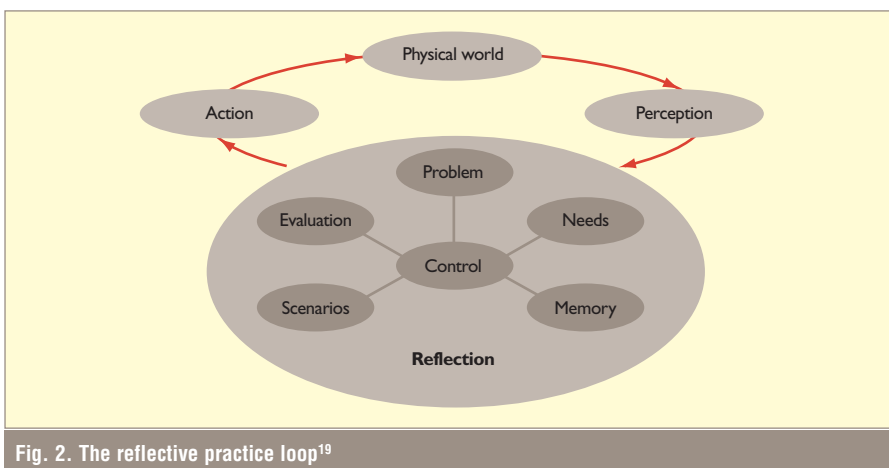 Physical world
Action
Perception
Problem
Evaluation
Needs
Control
Scenarios
Memory
Reflection
Fig. 2. The reflective practice loop19